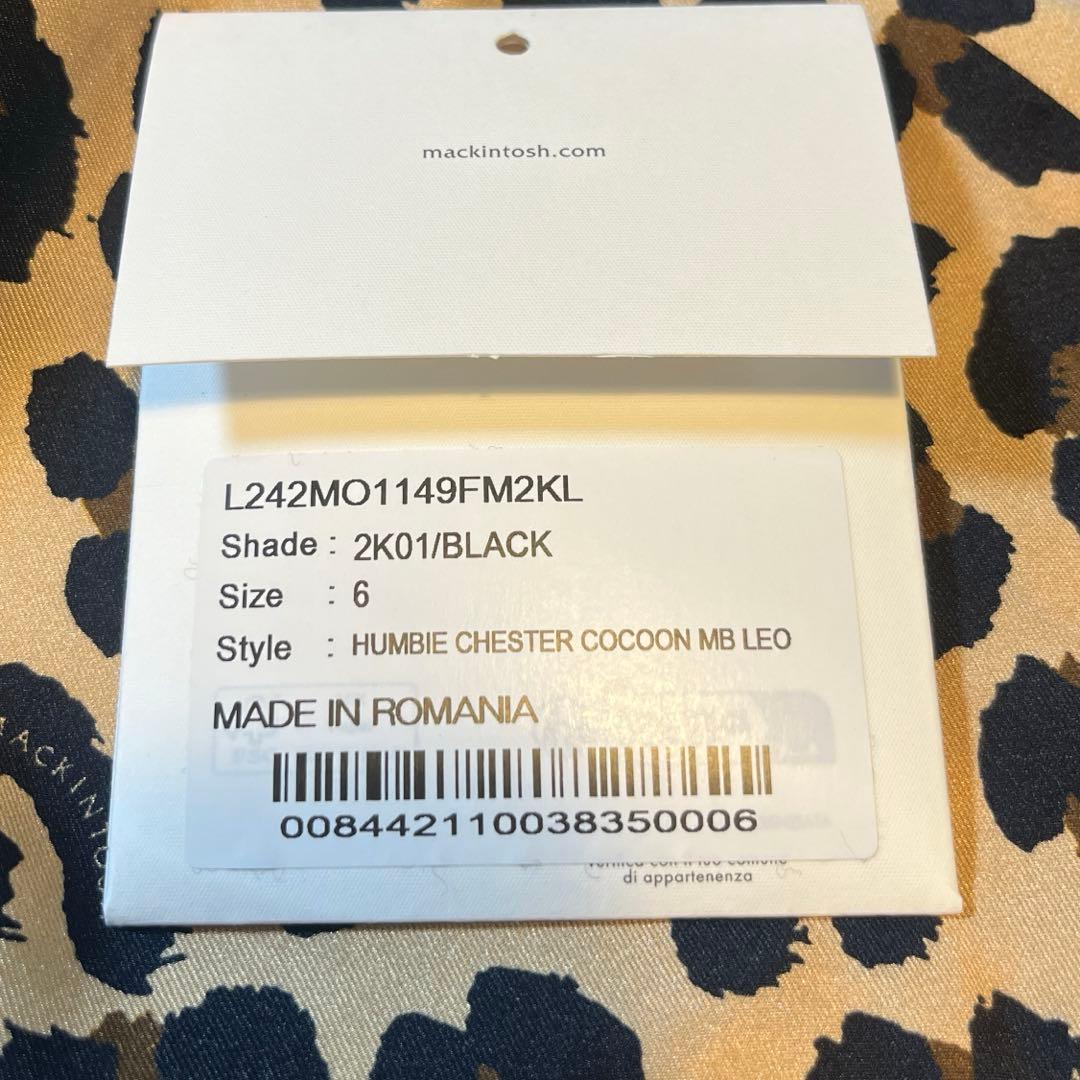 mackintosh.com
L242MO1149FM2KL
Shade : 2K01/BLACK
Size : 6
Style : HUMBIE CHESTER COCOON MB LEO
MADE IN ROMANIA
008442110038350006
di appartenenza
MACKINTOS